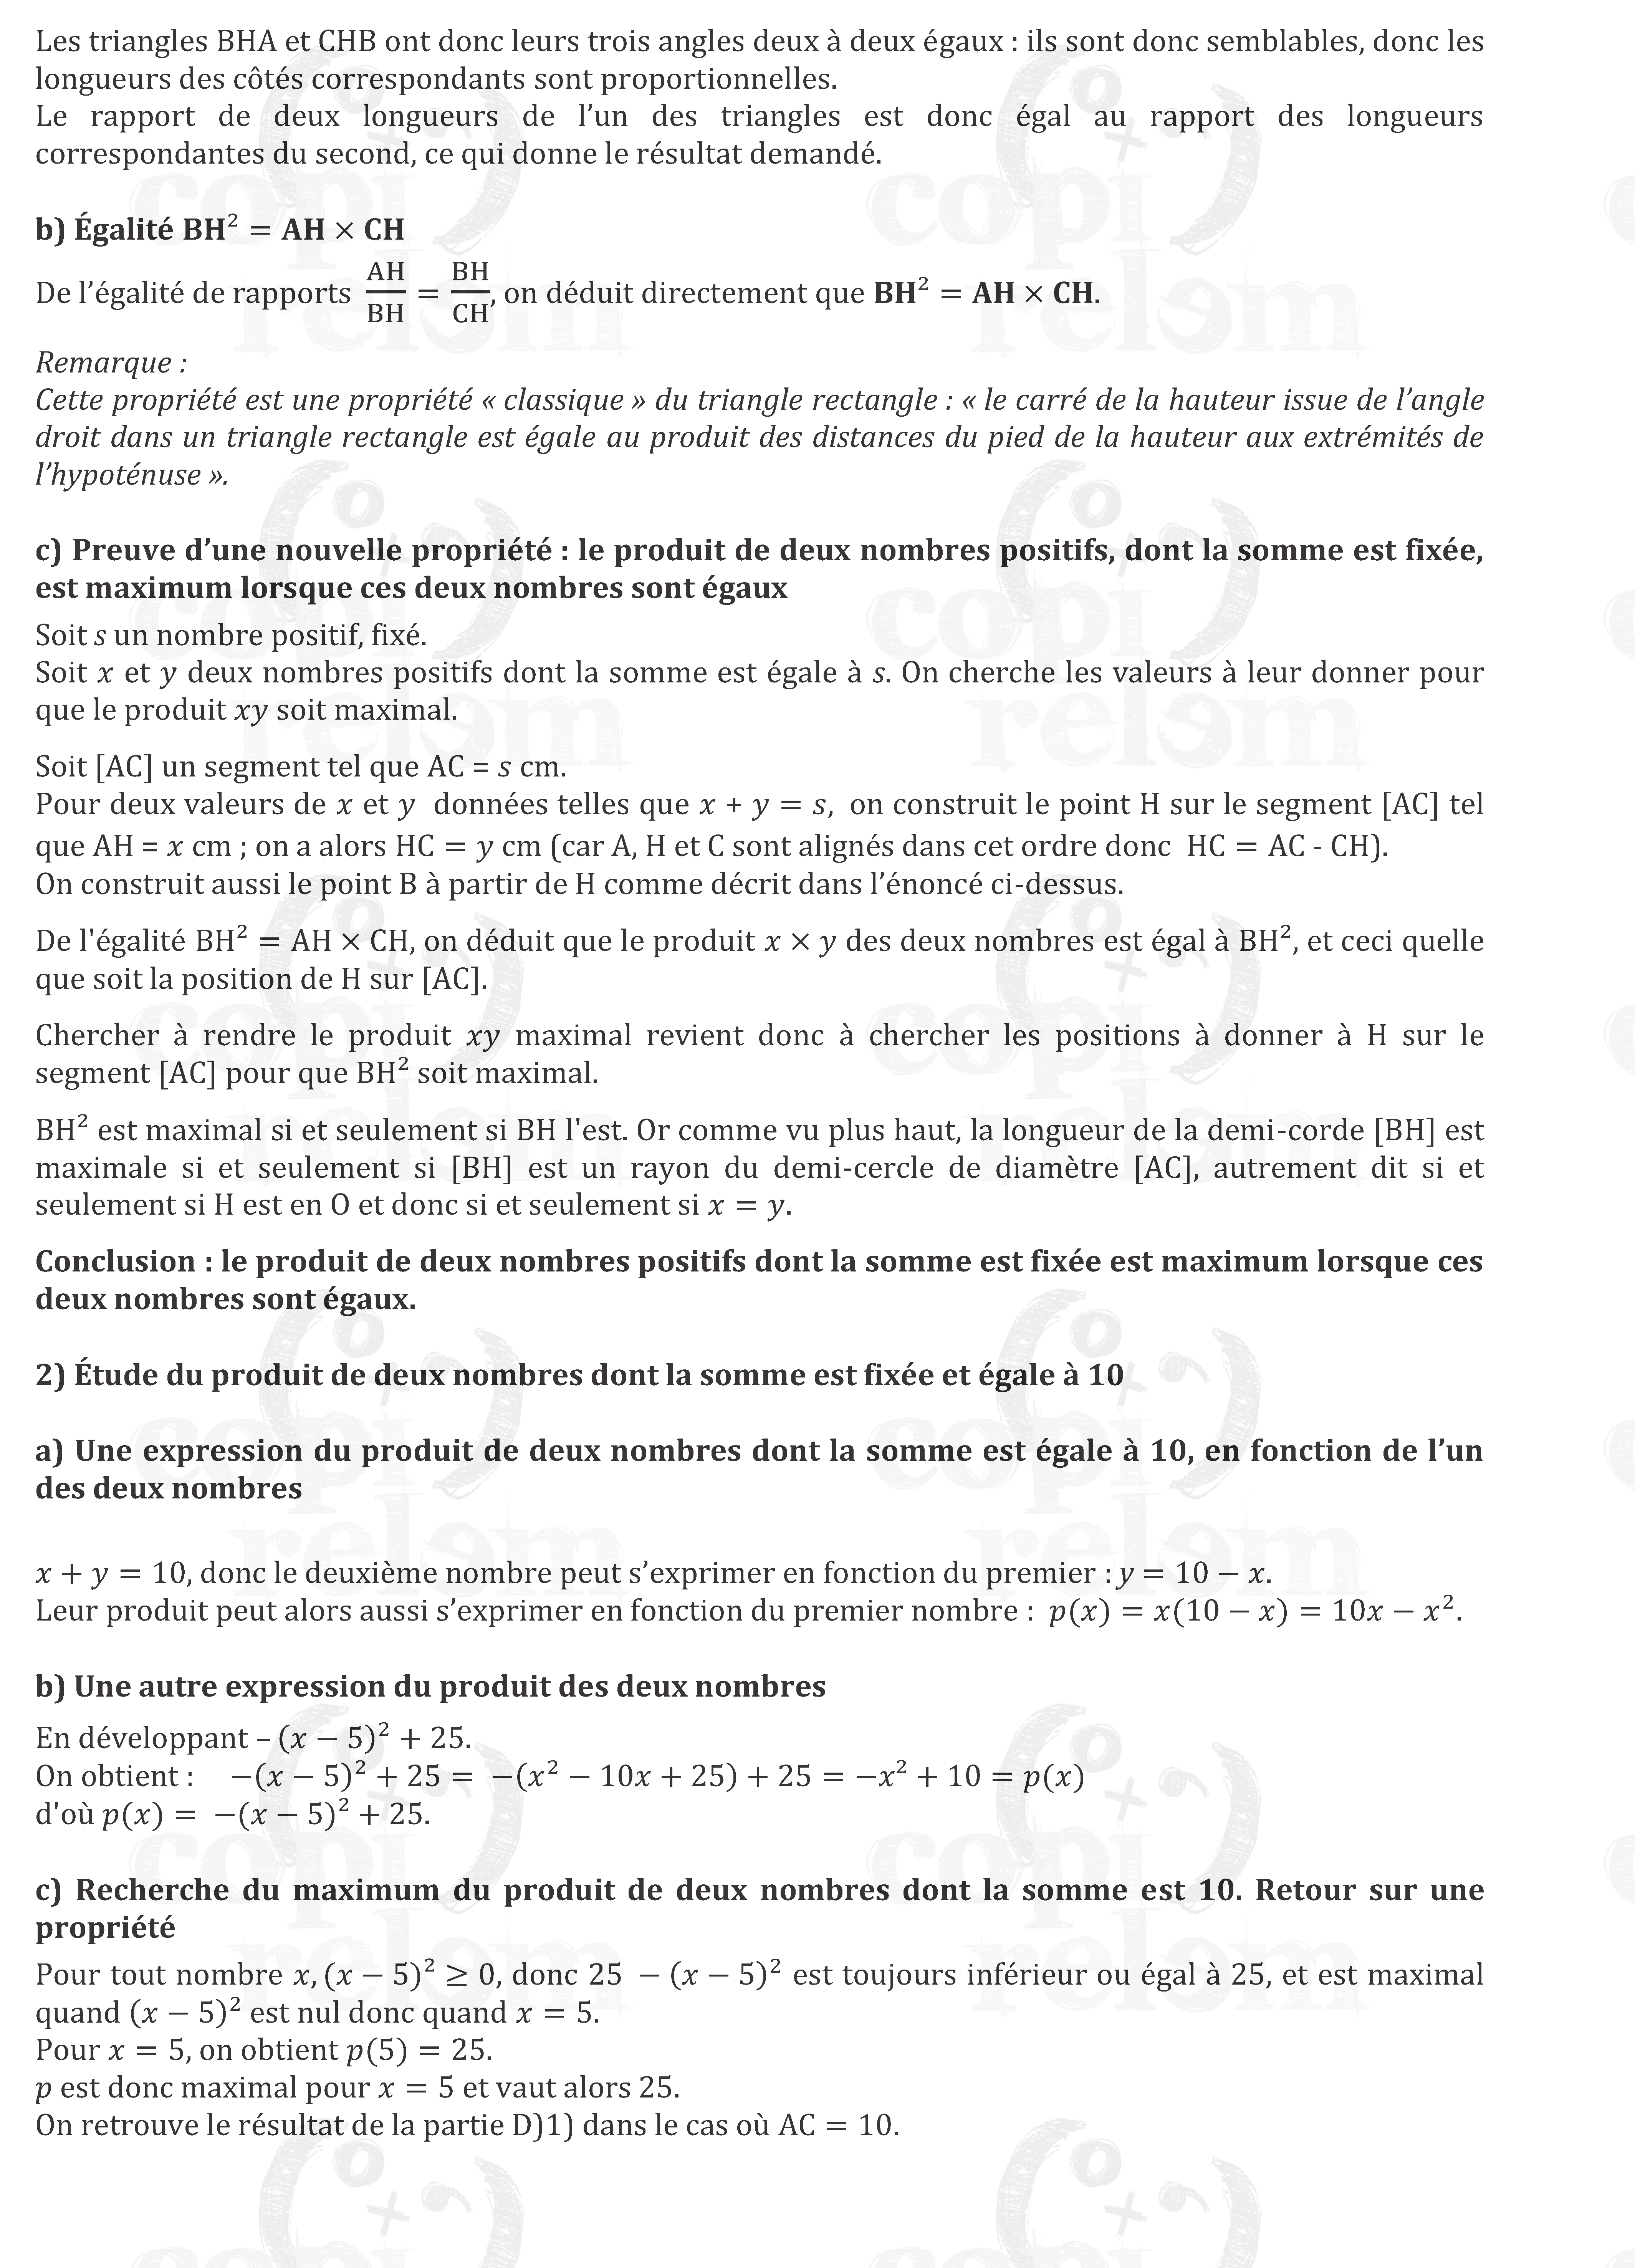 Les triangles BHA et CHB ont donc leurs trois angles deux à deux égaux : ils sont donc semblables, donc les
longueurs des côtés correspondants sont proportionnelles.
Le rapport de deux longueurs de l’un des triangles est donc égal au rapport des longueurs
correspondantes du second, ce qui donne le résultat demandé.
b) Égalité BH² = AH × CH
De l’égalité de rapports AH/BH = BH/CH, on déduit directement que BH² = AH × CH.
Remarque :
Cette propriété est une propriété « classique » du triangle rectangle : « le carré de la hauteur issue de l’angle
droit dans un triangle rectangle est égale au produit des distances du pied de la hauteur aux extrémités de
l’hypoténuse ».
c) Preuve d’une nouvelle propriété : le produit de deux nombres positifs, dont la somme est fixée,
est maximum lorsque ces deux nombres sont égaux
Soit s un nombre positif, fixé.
Soit x et y deux nombres positifs dont la somme est égale à s. On cherche les valeurs à leur donner pour
que le produit xy soit maximal.
Soit [AC] un segment tel que AC = s cm.
Pour deux valeurs de x et y données telles que x + y = s, on construit le point H sur le segment [AC] tel
que AH = x cm ; on a alors HC = y cm (car A, H et C sont alignés dans cet ordre donc HC = AC - CH).
On construit aussi le point B à partir de H comme décrit dans l’énoncé ci-dessus.
De l'égalité BH² = AH × CH, on déduit que le produit x × y des deux nombres est égal à BH², et ceci quelle
que soit la position de H sur [AC].
Chercher à rendre le produit xy maximal revient donc à chercher les positions à donner à H sur le
segment [AC] pour que BH² soit maximal.
BH² est maximal si et seulement si BH l'est. Or comme vu plus haut, la longueur de la demi-corde [BH] est
maximale si et seulement si [BH] est un rayon du demi-cercle de diamètre [AC], autrement dit si et
seulement si H est en O et donc si et seulement si x = y.
Conclusion : le produit de deux nombres positifs dont la somme est fixée est maximum lorsque ces
deux nombres sont égaux.
2) Étude du produit de deux nombres dont la somme est fixée et égale à 10
a) Une expression du produit de deux nombres dont la somme est égale à 10, en fonction de l’un
des deux nombres
x + y = 10, donc le deuxième nombre peut s’exprimer en fonction du premier : y = 10 − x.
Leur produit peut alors aussi s’exprimer en fonction du premier nombre : p(x) = x(10 − x) = 10x − x².
b) Une autre expression du produit des deux nombres
En développant – (x − 5)² + 25.
On obtient : −(x − 5)² + 25 = −(x² − 10x + 25) + 25 = −x² + 10 = p(x)
d'où p(x) = −(x − 5)² + 25.
c) Recherche du maximum du produit de deux nombres dont la somme est 10. Retour sur une
propriété
Pour tout nombre x, (x − 5)² ≥ 0, donc 25 − (x − 5)² est toujours inférieur ou égal à 25, et est maximal
quand (x − 5)² est nul donc quand x = 5.
Pour x = 5, on obtient p(5) = 25.
p est donc maximal pour x = 5 et vaut alors 25.
On retrouve le résultat de la partie D)1) dans le cas où AC = 10.